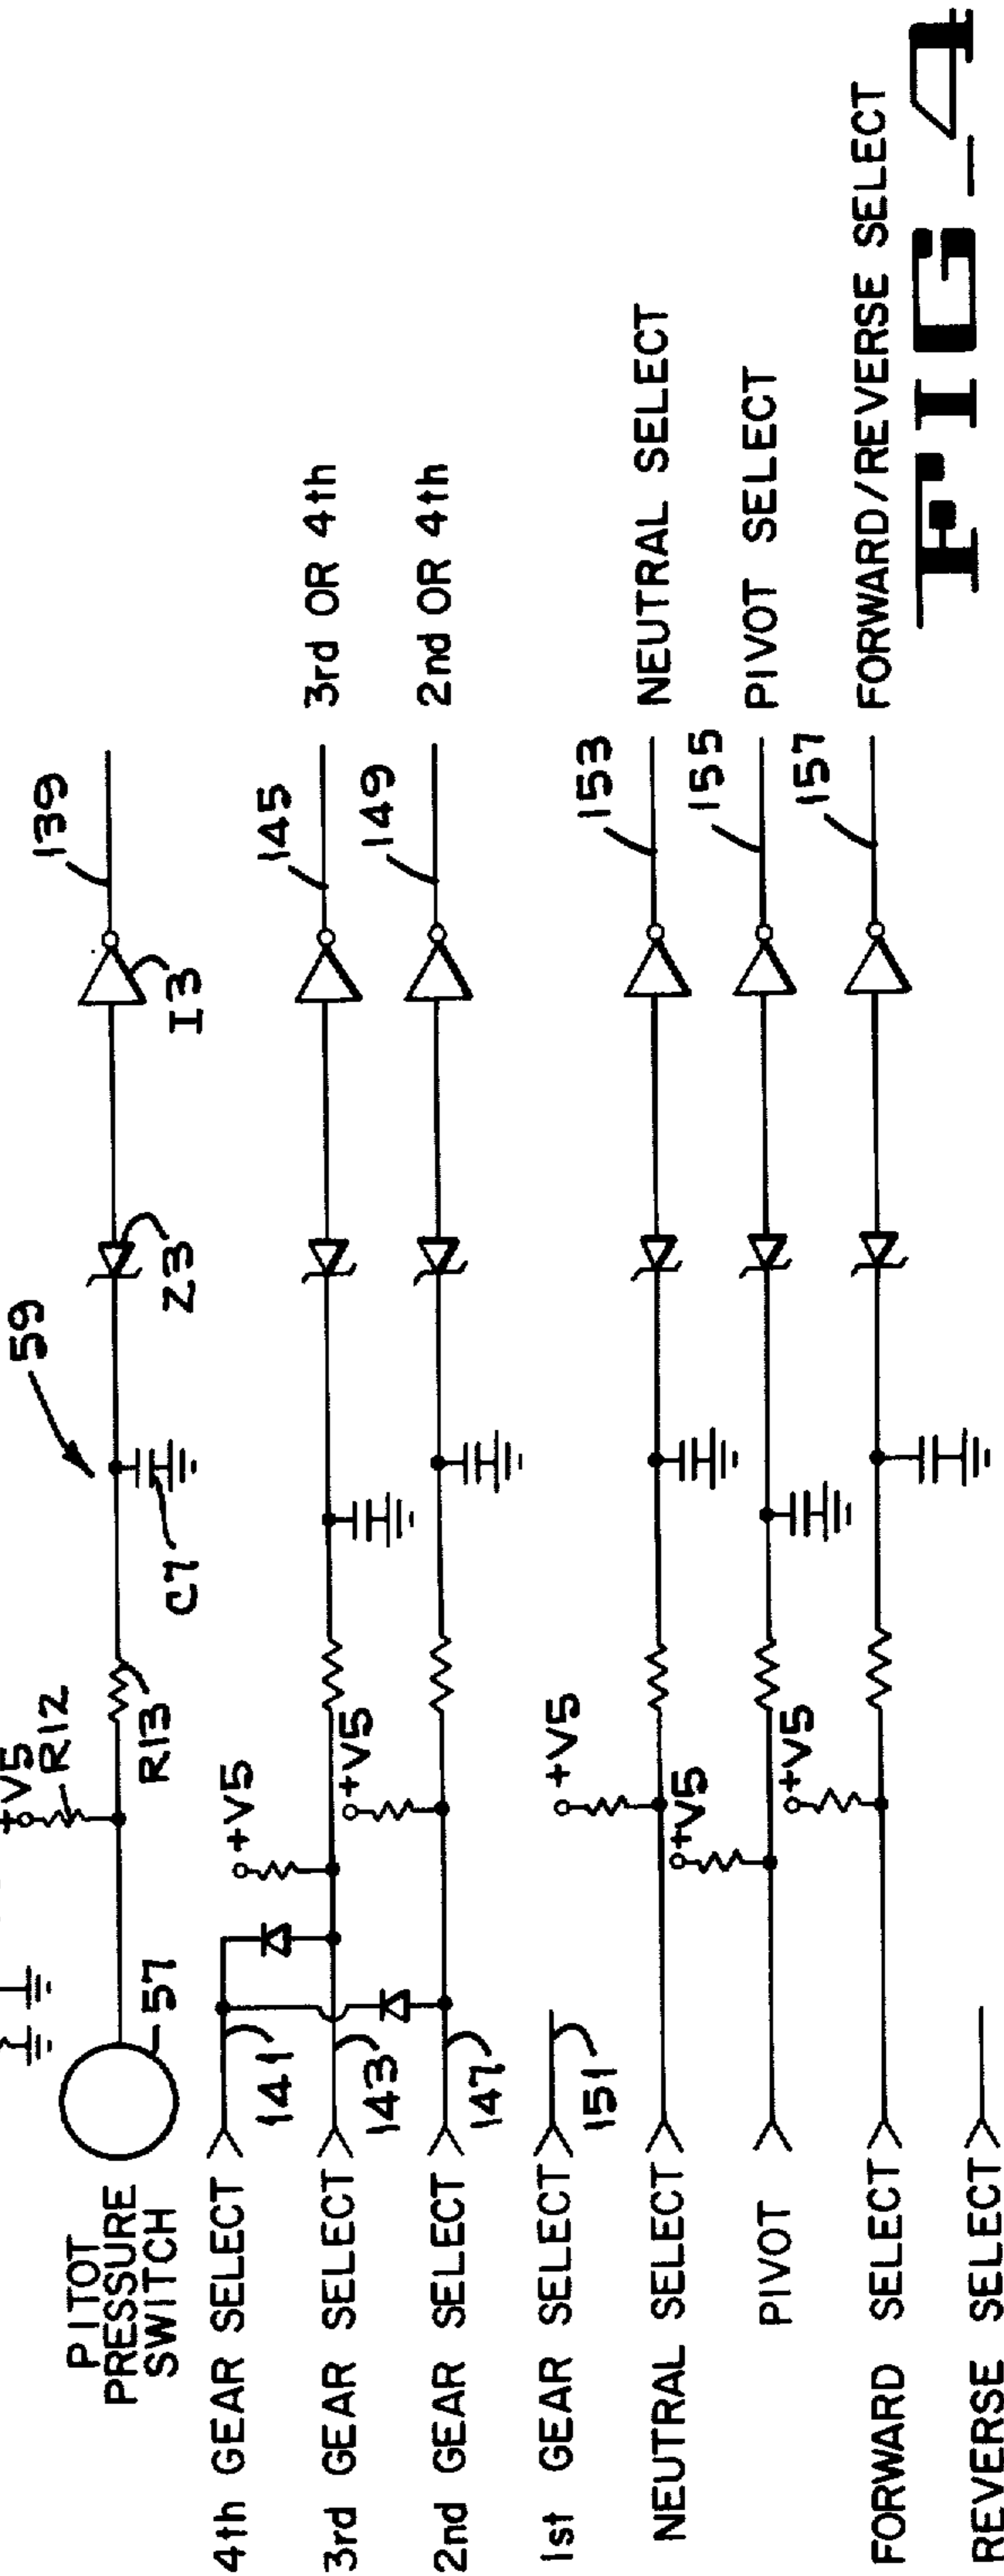 +V5
R12
59
139
PITOT
PRESSURE
SWITCH
57
R13
C7
Z3
I3
4th GEAR SELECT
141
+V5
145
3rd OR 4th
3rd GEAR SELECT
143
+V5
149
2nd OR 4th
2nd GEAR SELECT
147
1st GEAR SELECT
151
+V5
153
NEUTRAL SELECT
NEUTRAL SELECT
+V5
155
PIVOT SELECT
PIVOT
+V5
157
FORWARD/REVERSE SELECT
FORWARD SELECT
REVERSE SELECT
FIG_4